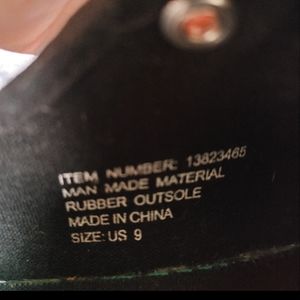 ITEM NUMBER: 13823465
MAN MADE MATERIAL
RUBBER OUTSOLE
MADE IN CHINA
SIZE: US 9